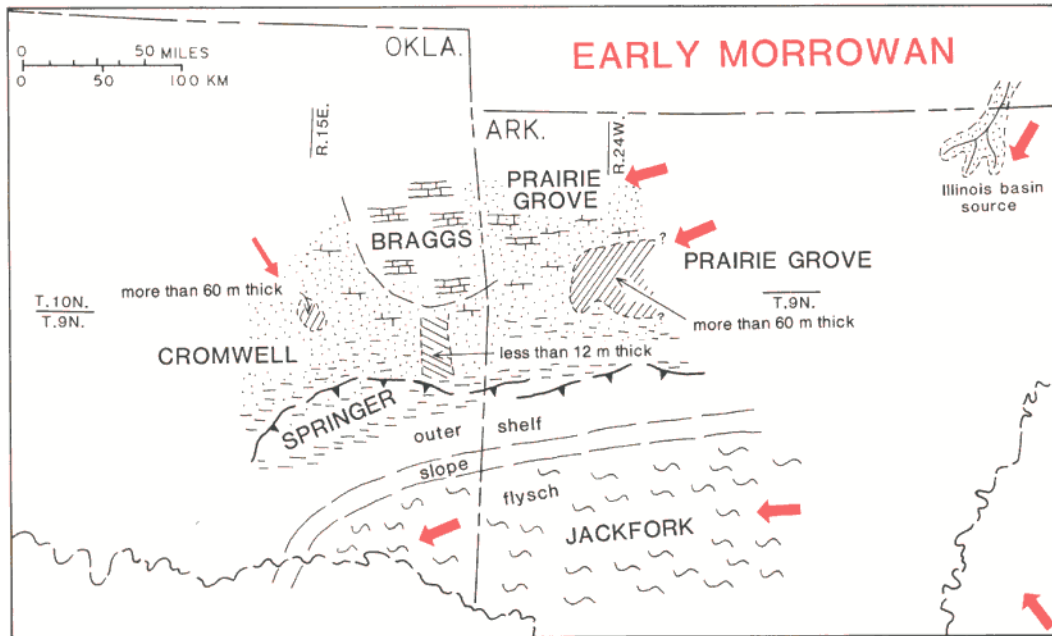 0 50 MILES
0 50 100 KM
OKLA.
EARLY MORROWAN
R.15E.
ARK.
R.24W.
Illinois basin
source
PRAIRIE
GROVE
BRAGGS
?
PRAIRIE GROVE
more than 60 m thick
T.10N.
T.9N.
T.9N.
?
more than 60 m thick
CROMWELL
less than 12 m thick
SPRINGER
outer shelf
slope
flysch
JACKFORK